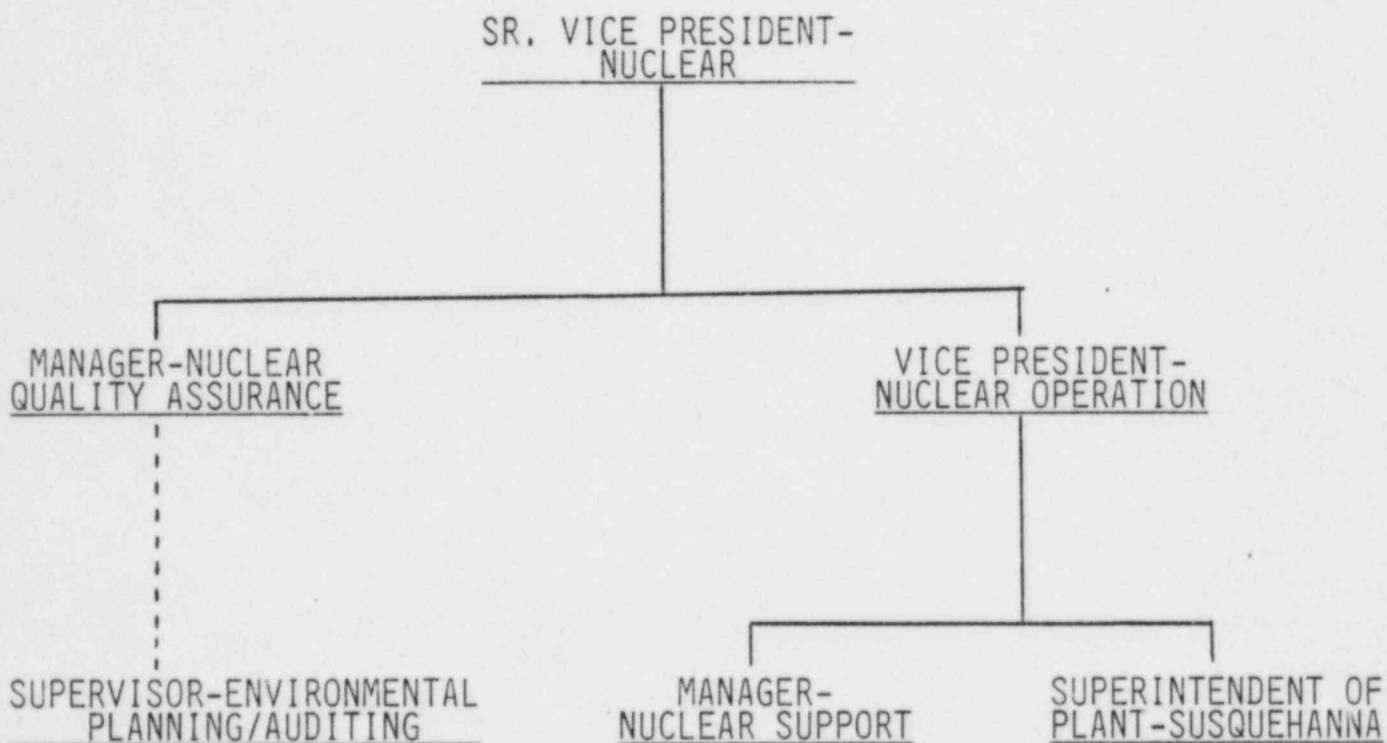 SR. VICE PRESIDENT-
NUCLEAR
MANAGER-NUCLEAR
QUALITY ASSURANCE
VICE PRESIDENT-
NUCLEAR OPERATION
SUPERVISOR-ENVIRONMENTAL
PLANNING/AUDITING
MANAGER-
NUCLEAR SUPPORT
SUPERINTENDENT OF
PLANT-SUSQUEHANNA